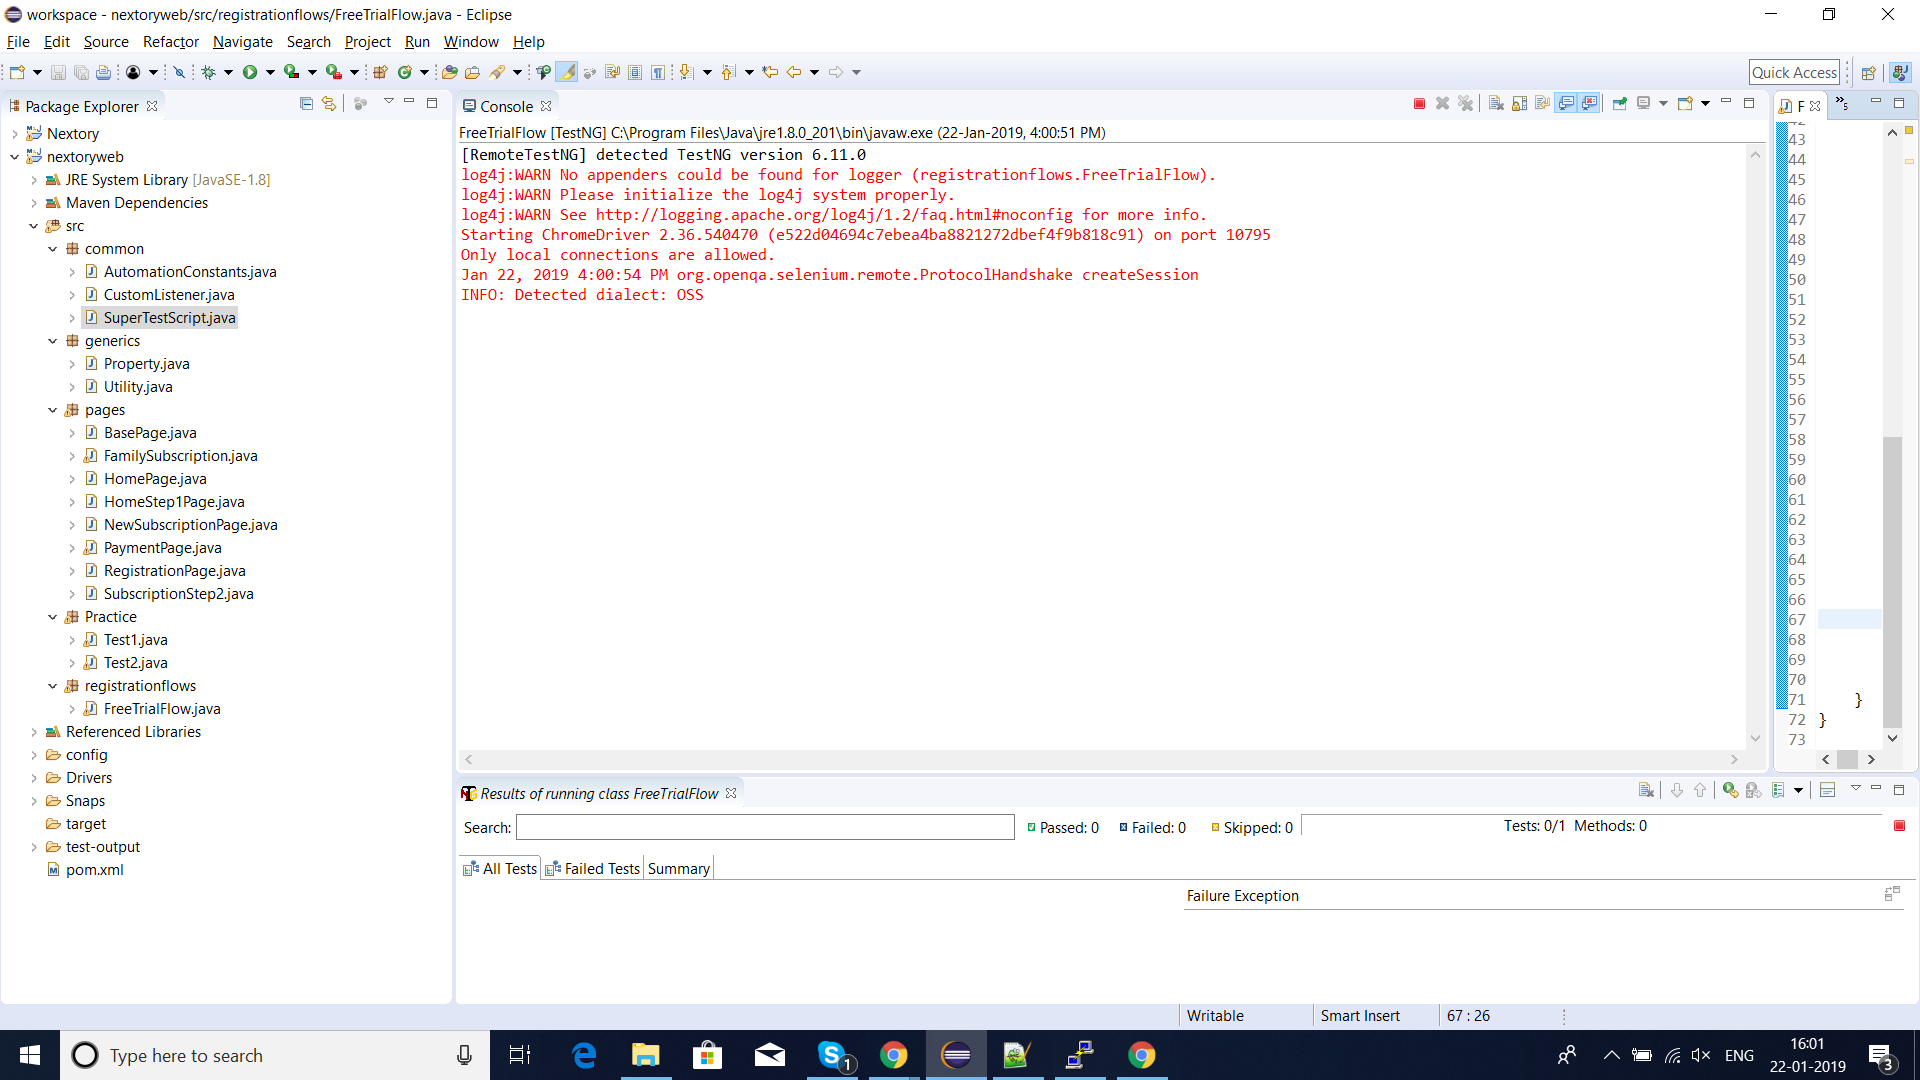 workspace - nextoryweb/src/registrationflows/FreeTrialFlow.java - Eclipse
File Edit Source Refactor Navigate Search Project Run Window Help
Quick Access
Package Explorer
Nextory
nextoryweb
JRE System Library [JavaSE-1.8]
Maven Dependencies
src
common
AutomationConstants.java
CustomListener.java
SuperTestScript.java
generics
Property.java
Utility.java
pages
BasePage.java
FamilySubscription.java
HomePage.java
HomeStep1Page.java
NewSubscriptionPage.java
PaymentPage.java
RegistrationPage.java
SubscriptionStep2.java
Practice
Test1.java
Test2.java
registrationflows
FreeTrialFlow.java
Referenced Libraries
config
Drivers
Snaps
target
test-output
pom.xml
Console
FreeTrialFlow [TestNG] C:\Program Files\Java\jre1.8.0_201\bin\javaw.exe (22-Jan-2019, 4:00:51 PM)
[RemoteTestNG] detected TestNG version 6.11.0
log4j:WARN No appenders could be found for logger (registrationflows.FreeTrialFlow).
log4j:WARN Please initialize the log4j system properly.
log4j:WARN See http://logging.apache.org/log4j/1.2/faq.html#noconfig for more info.
Starting ChromeDriver 2.36.540470 (e522d04694c7ebea4ba8821272dbef4f9b818c91) on port 10795
Only local connections are allowed.
Jan 22, 2019 4:00:54 PM org.openqa.selenium.remote.ProtocolHandshake createSession
INFO: Detected dialect: OSS
F
5
43
44
45
46
47
48
49
50
51
52
53
54
55
56
57
58
59
60
61
62
63
64
65
66
67
68
69
70
71 }
72 }
73
Results of running class FreeTrialFlow
Search: Passed: 0 Failed: 0 Skipped: 0 Tests: 0/1 Methods: 0
All Tests Failed Tests Summary
Failure Exception
Writable Smart Insert 67 : 26
Type here to search
1
ENG
16:01
22-01-2019
3